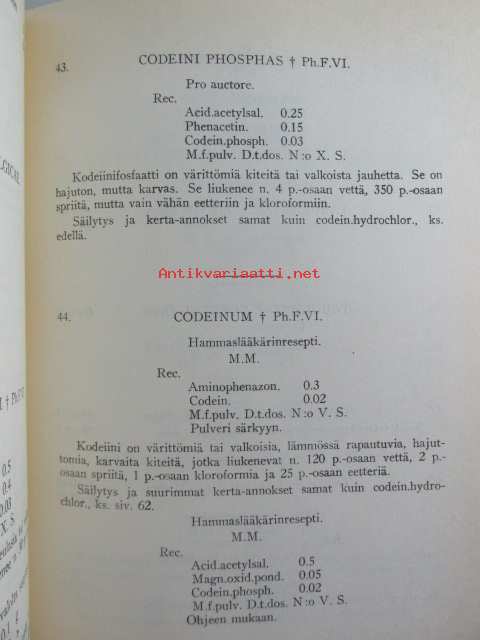 43.
CODEINI PHOSPHAS † Ph.F.VI.
Pro auctore.
Rec.
Acid.acetylsal. 0.25
Phenacetin. 0.15
Codein.phosph. 0.03
M.f.pulv. D.t.dos. N:o X. S.
Kodeiinifosfaatti on värittömiä kiteitä tai valkoista jauhetta. Se on
hajuton, mutta karvas. Se liukenee n. 4 p.-osaan vettä, 350 p.-osaan
spriitä, mutta vain vähän eetteriin ja kloroformiin.
Säilytys ja kerta-annokset samat kuin codein.hydrochlor., ks.
edellä.
Antikvariaatti.net
44.
CODEINUM † Ph.F.VI.
Hammaslääkärinresepti.
M.M.
Rec.
Aminophenazon. 0.3
Codein. 0.02
M.f.pulv. D.t.dos. N:o V. S.
Pulveri särkyyn.
Kodeiini on värittömiä tai valkoisia, lämmössä rapautuvia, hajut-
tomia, karvaita kiteitä, jotka liukenevat n. 120 p.-osaan vettä, 2 p.-
osaan spriitä, 1 p.-osaan kloroformia ja 25 p.-osaan eetteriä.
Säilytys ja suurimmat kerta-annokset samat kuin codein.hydro-
chlor., ks. siv. 62.
Hammaslääkärinresepti.
M.M.
Rec.
Acid.acetylsal. 0.5
Magn.oxid.pond. 0.05
Codein.phosph. 0.02
M.f.pulv. D.t.dos. N:o V. S.
Ohjeen mukaan.